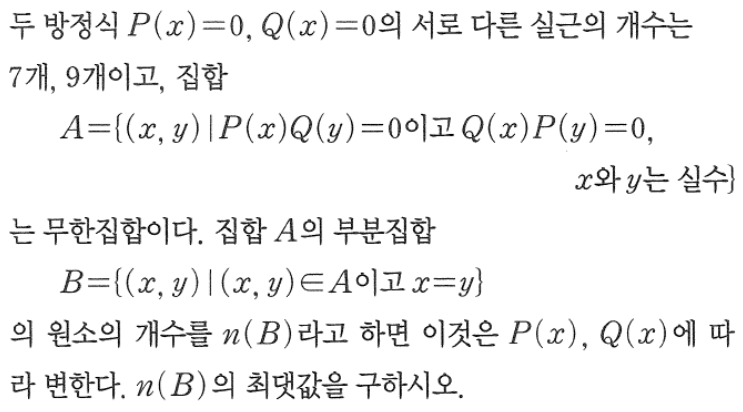 두 방정식 P(x)=0, Q(x)=0의 서로 다른 실근의 개수는
7개, 9개이고, 집합
A={(x, y)|P(x)Q(y)=0이고 Q(x)P(y)=0,
x와 y는 실수}
는 무한집합이다. 집합 A의 부분집합
B={(x, y)|(x, y)∈A이고 x=y}
의 원소의 개수를 n(B)라고 하면 이것은 P(x), Q(x)에 따
라 변한다. n(B)의 최댓값을 구하시오.